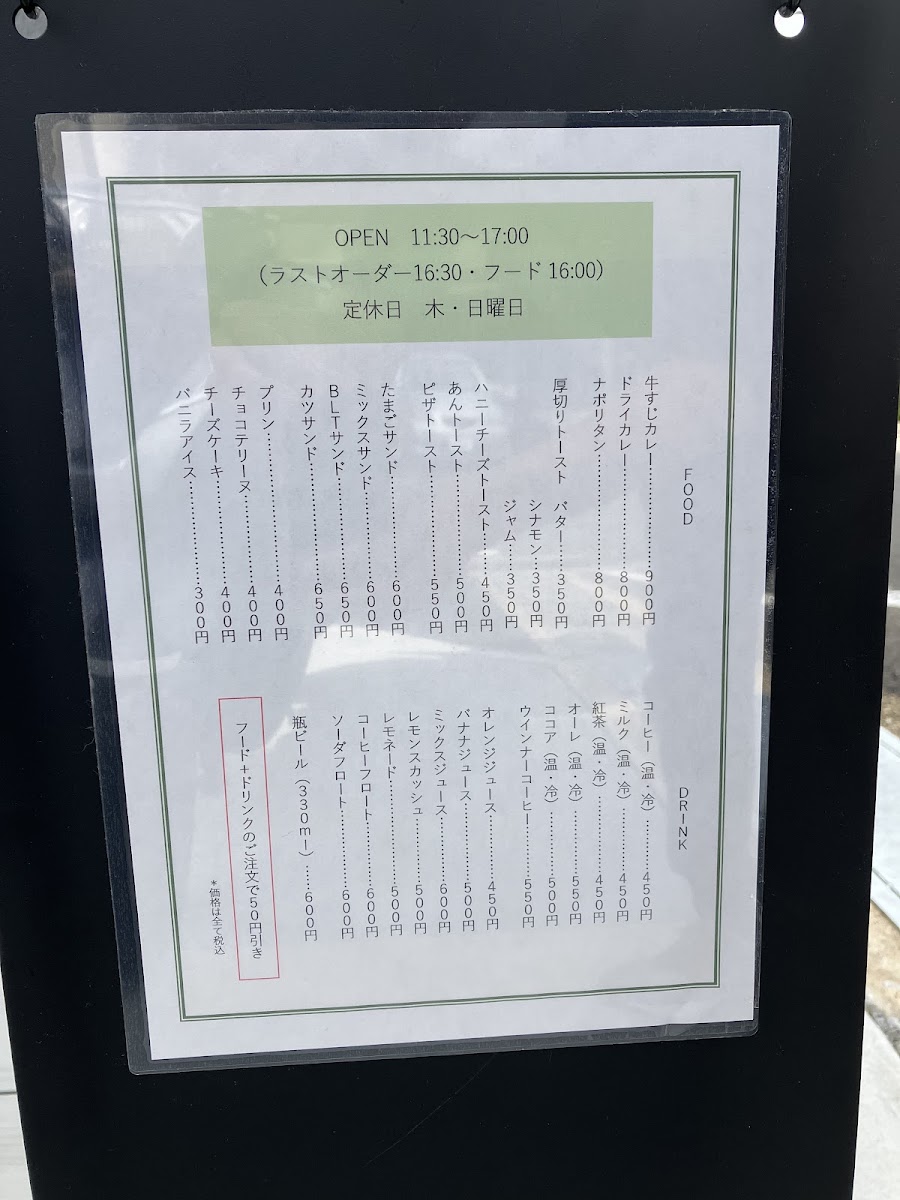 OPEN 11:30～17:00
（ラストオーダー16:30・フード16:00）
定休日 木・日曜日
FOOD
牛すじカレー…………900円
ドライカレー…………800円
ナポリタン…………800円
厚切りトースト バター……350円
シナモン……350円
ジャム……350円
ハニーチーズトースト……450円
あんトースト…………500円
ピザトースト…………550円
たまごサンド…………600円
ミックスサンド…………600円
BLTサンド…………650円
カツサンド…………650円
プリン………………400円
チョコテリーヌ…………400円
チーズケーキ…………400円
バニラアイス…………300円
DRINK
コーヒー（温・冷）……450円
ミルク（温・冷）………450円
紅茶（温・冷）…………450円
オーレ（温・冷）………550円
ココア（温・冷）………500円
ウインナーコーヒー……550円
オレンジジュース………450円
バナナジュース…………500円
ミックスジュース………600円
レモンスカッシュ………500円
レモネード………………500円
コーヒーフロート………600円
ソーダフロート…………600円
瓶ビール（330ml）……600円
フード＋ドリンクのご注文で50円引き
＊価格は全て税込